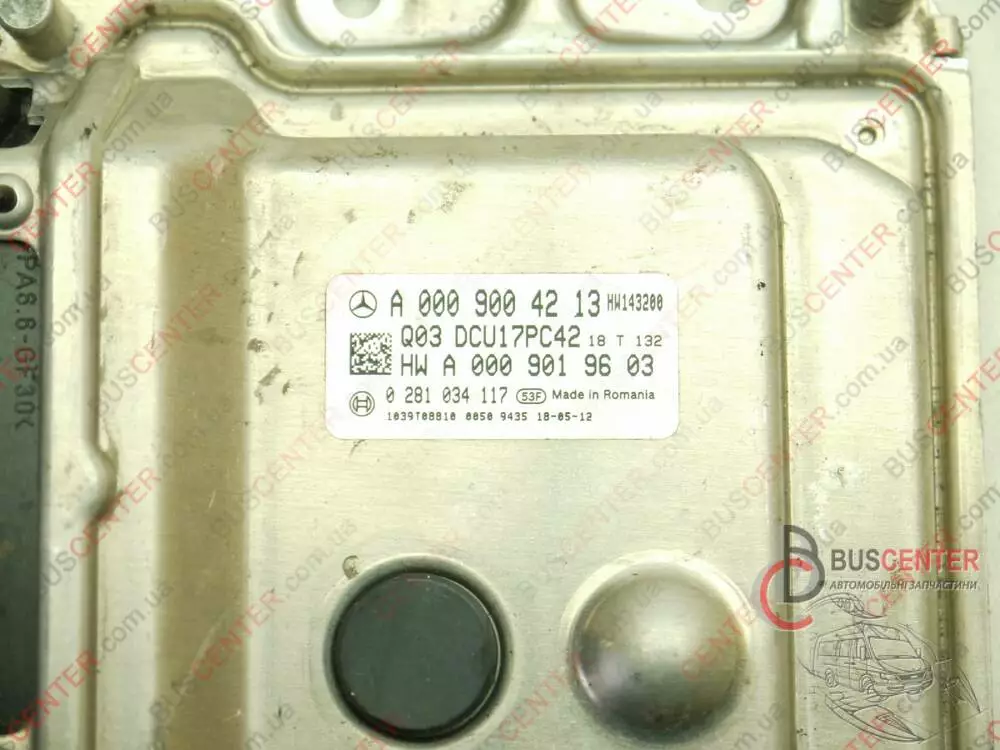 A 000 900 42 13 HW143200
Q03 DCU17PC42 18 T 132
HW A 000 901 96 03
0 281 034 117 53F Made in Romania
1039T08810 0050 9435 18-05-12
PA6.6-GF30
BUSCENTER
АВТОМОБІЛЬНІ ЗАПЧАСТИНИ
BUSCENTER.com.ua